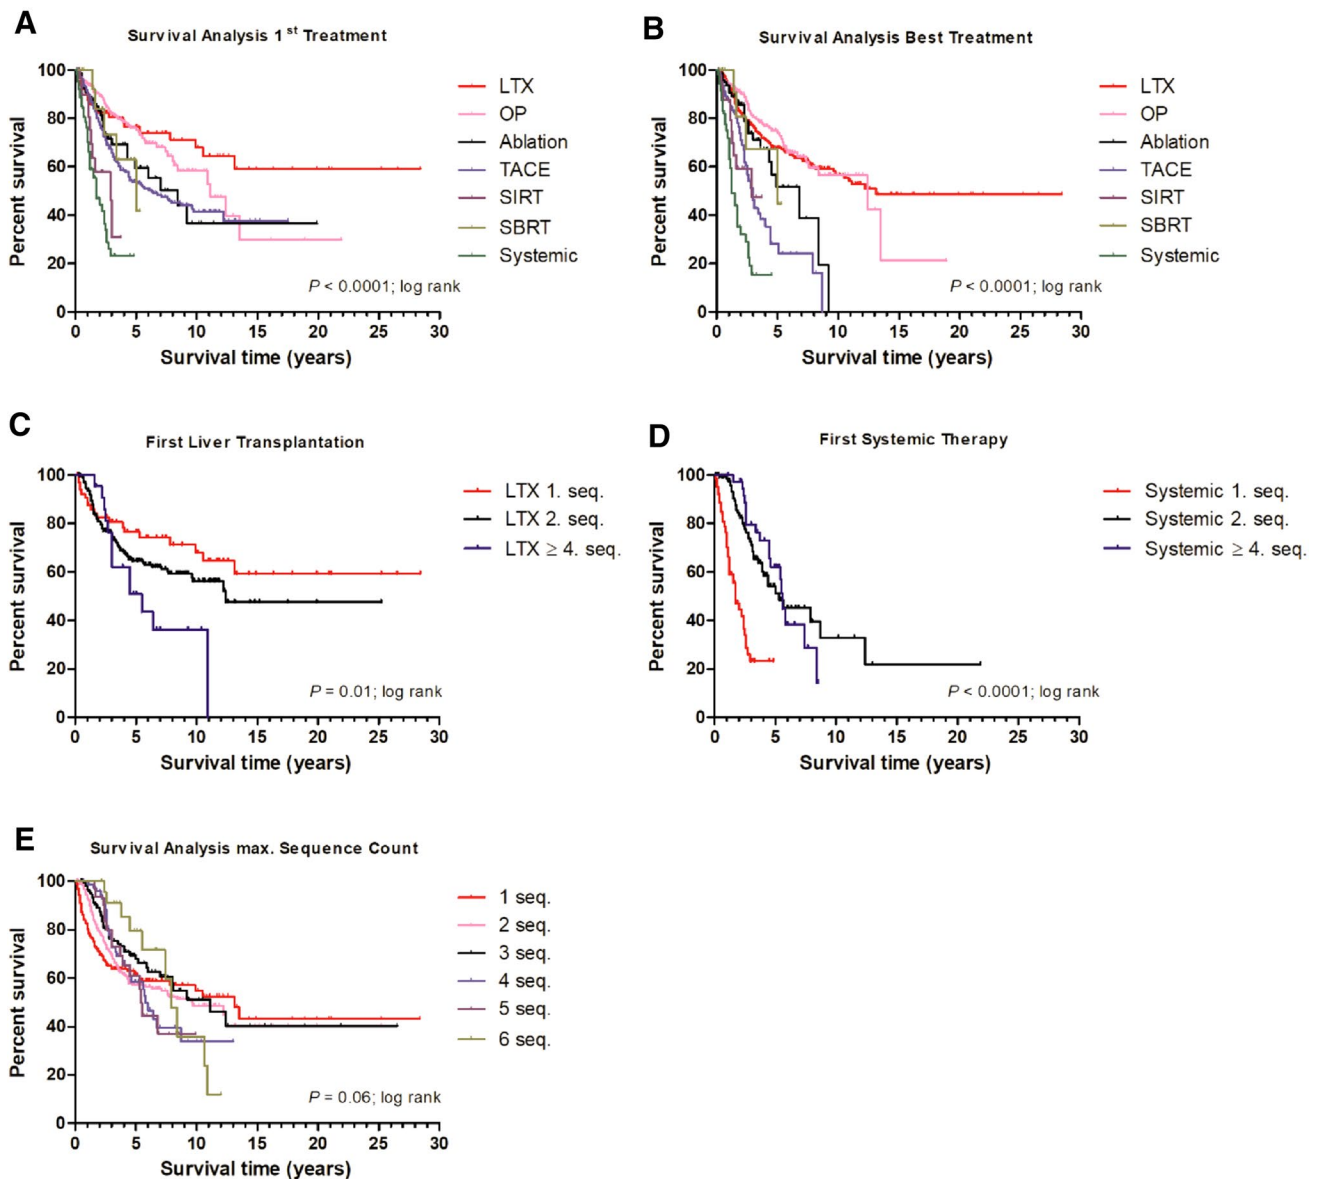 A
Survival Analysis 1st Treatment
100
80
60
40
20
0
Percent survival
0 5 10 15 20 25 30
Survival time (years)
P < 0.0001; log rank
LTX
OP
Ablation
TACE
SIRT
SBRT
Systemic
B
Survival Analysis Best Treatment
100
80
60
40
20
0
Percent survival
0 5 10 15 20 25 30
Survival time (years)
P < 0.0001; log rank
LTX
OP
Ablation
TACE
SIRT
SBRT
Systemic
C
First Liver Transplantation
100
80
60
40
20
0
Percent survival
0 5 10 15 20 25 30
Survival time (years)
P = 0.01; log rank
LTX 1. seq.
LTX 2. seq.
LTX ≥ 4. seq.
D
First Systemic Therapy
100
80
60
40
20
0
Percent survival
0 5 10 15 20 25 30
Survival time (years)
P < 0.0001; log rank
Systemic 1. seq.
Systemic 2. seq.
Systemic ≥ 4. seq.
E
Survival Analysis max. Sequence Count
100
80
60
40
20
0
Percent survival
0 5 10 15 20 25 30
Survival time (years)
P = 0.06; log rank
1 seq.
2 seq.
3 seq.
4 seq.
5 seq.
6 seq.